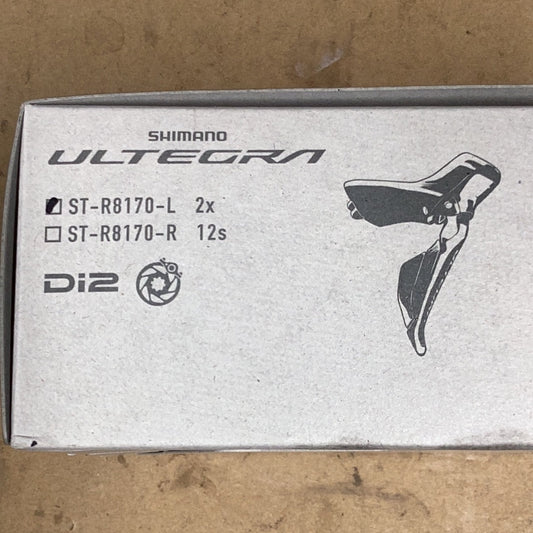 SHIMANO
ULTEGRA
ST-R8170-L 2x
ST-R8170-R 12s
Di2